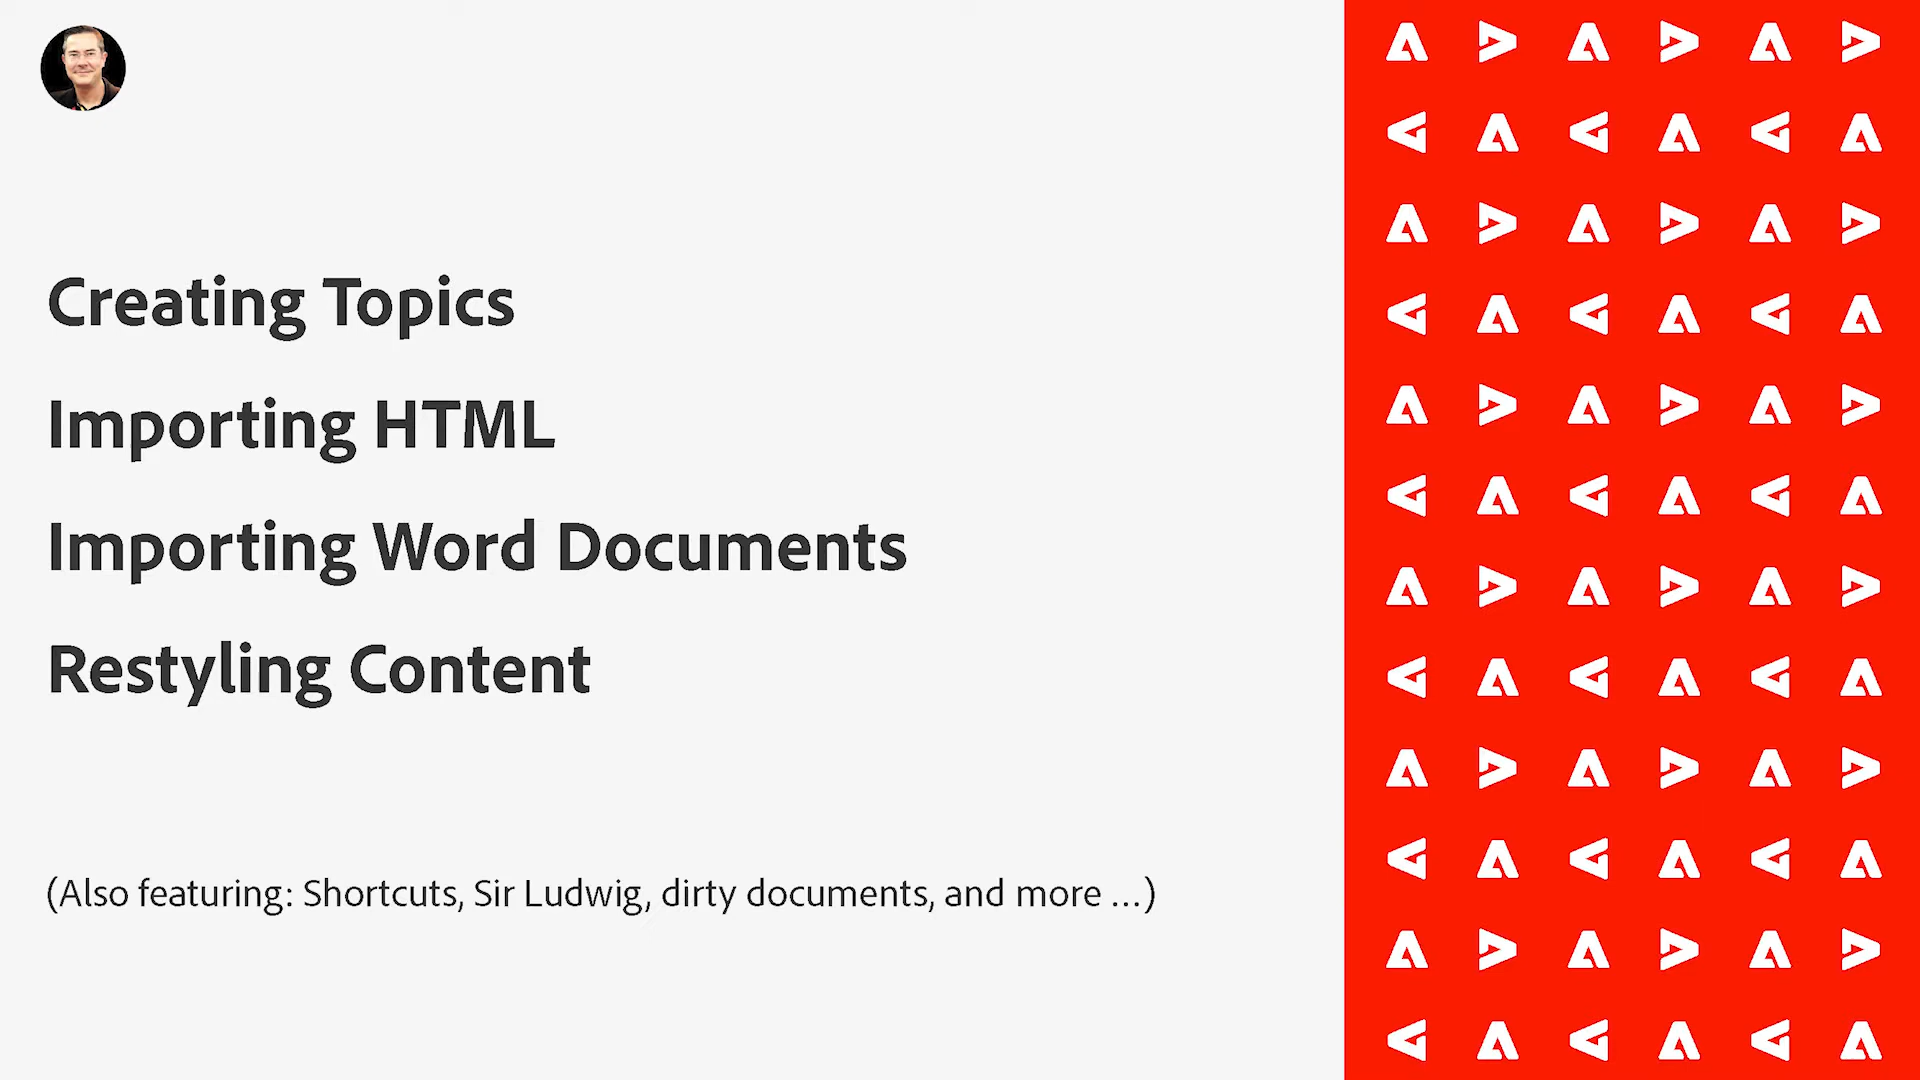 Creating Topics
Importing HTML
Importing Word Documents
Restyling Content
(Also featuring: Shortcuts, Sir Ludwig, dirty documents, and more ...)